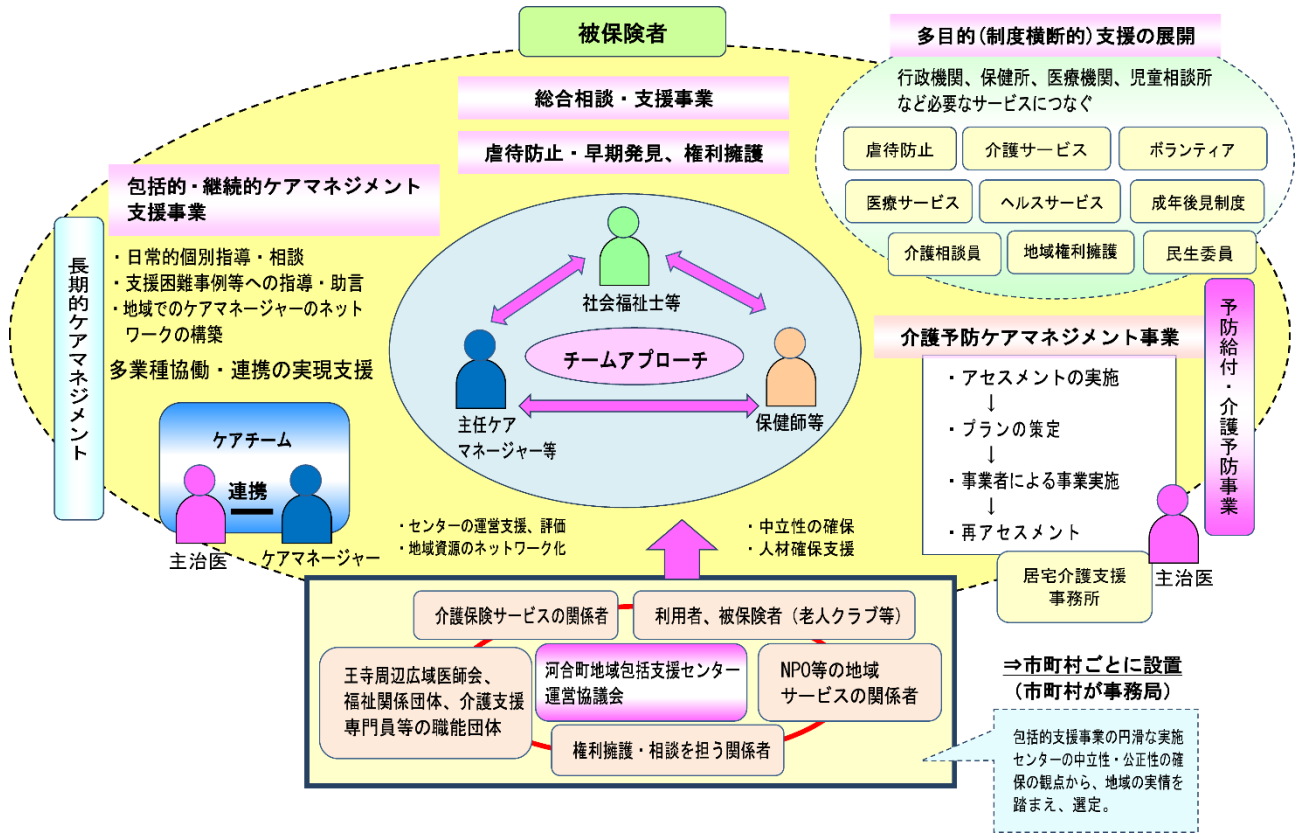 被保険者
多目的(制度横断的)支援の展開
行政機関、保健所、医療機関、児童相談所
など必要なサービスにつなぐ
虐待防止
介護サービス
ボランティア
医療サービス
ヘルスサービス
成年後見制度
介護相談員
地域権利擁護
民生委員
総合相談・支援事業
虐待防止・早期発見、権利擁護
包括的・継続的ケアマネジメント
支援事業
・日常的個別指導・相談
・支援困難事例等への指導・助言
・地域でのケアマネージャーのネット
ワークの構築
多業種協働・連携の実現支援
長期的ケアマネジメント
ケアチーム
連携
主治医
ケアマネージャー
社会福祉士等
チームアプローチ
主任ケア
マネージャー等
保健師等
介護予防ケアマネジメント事業
・アセスメントの実施
↓
・プランの策定
↓
・事業者による事業実施
↓
・再アセスメント
予防給付・介護予防事業
主治医
居宅介護支援
事務所
・センターの運営支援、評価
・地域資源のネットワーク化
・中立性の確保
・人材確保支援
介護保険サービスの関係者
利用者、被保険者(老人クラブ等)
王寺周辺広域医師会、
福祉関係団体、介護支援
専門員等の職能団体
河合町地域包括支援センター
運営協議会
NPO等の地域
サービスの関係者
権利擁護・相談を担う関係者
⇒市町村ごとに設置
(市町村が事務局)
包括的支援事業の円滑な実施
センターの中立性・公正性の確
保の観点から、地域の実情を
踏まえ、選定。